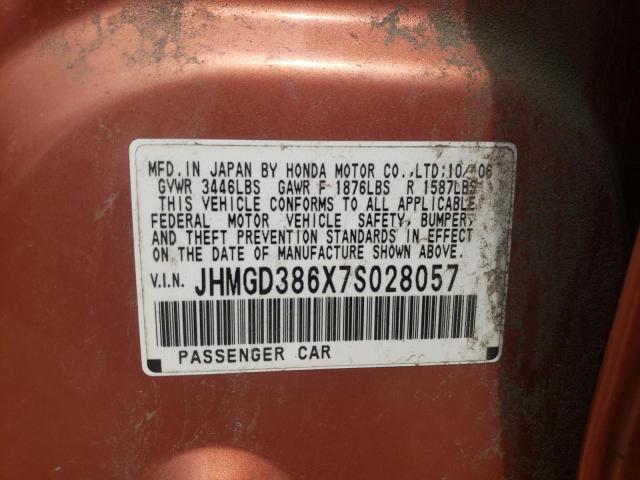 MFD. IN JAPAN BY HONDA MOTOR CO.,LTD;10/06
GVWR 3446LBS GAWR F 1876LBS R 1587LBS
THIS VEHICLE CONFORMS TO ALL APPLICABLE
FEDERAL MOTOR VEHICLE SAFETY, BUMPER,
AND THEFT PREVENTION STANDARDS IN EFFECT
ON THE DATE OF MANUFACTURE SHOWN ABOVE.
V.I.N. JHMGD386X7S028057
PASSENGER CAR